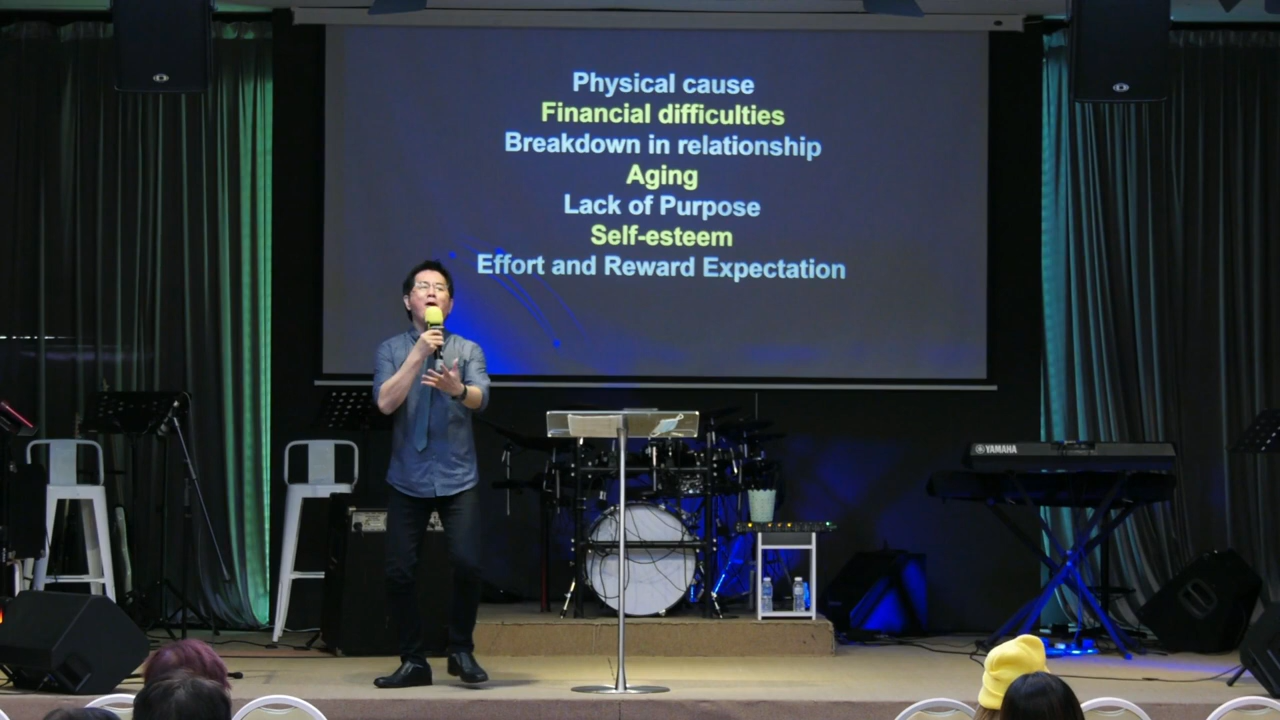 Physical cause
Financial difficulties
Breakdown in relationship
Aging
Lack of Purpose
Self-esteem
Effort and Reward Expectation
YAMAHA